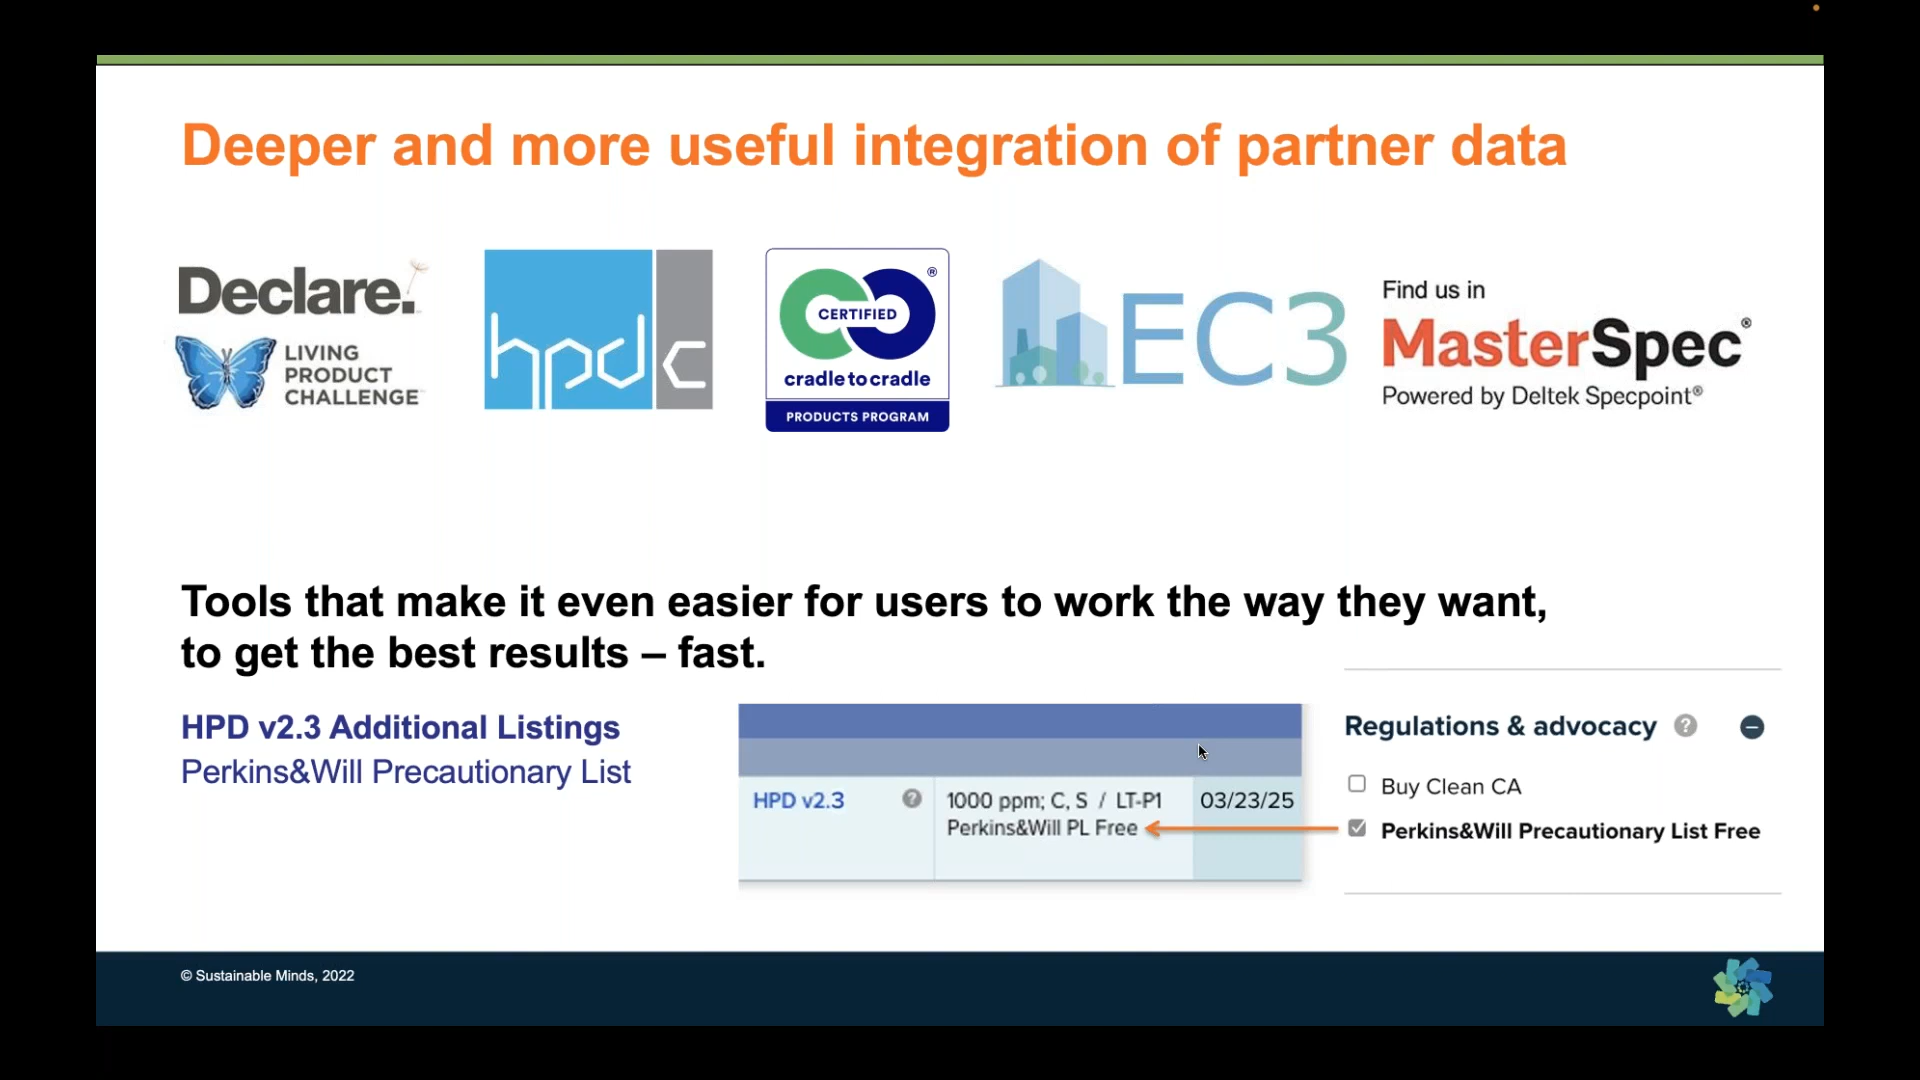 Deeper and more useful integration of partner data
Declare.
LIVING
PRODUCT
CHALLENGE
hpdc
®
CERTIFIED
cradle to cradle
PRODUCTS PROGRAM
EC3
Find us in
MasterSpec®
Powered by Deltek Specpoint®
Tools that make it even easier for users to work the way they want,
to get the best results – fast.
HPD v2.3 Additional Listings
Perkins&Will Precautionary List
HPD v2.3 ? 1000 ppm; C, S / LT-P1 03/23/25
Perkins&Will PL Free
Regulations & advocacy ?
Buy Clean CA
Perkins&Will Precautionary List Free
© Sustainable Minds, 2022